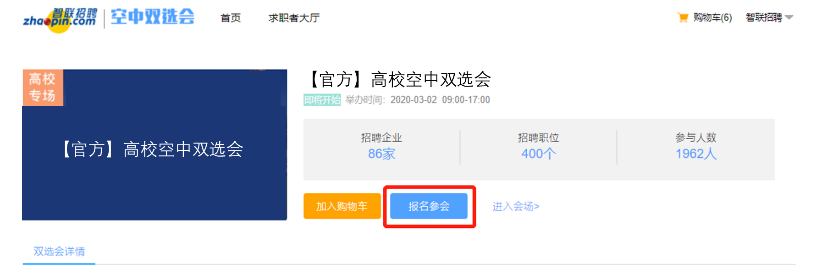 智联招聘
zhaopin.com
空中双选会
首页
求职者大厅
购物车(6)
智联招聘
高校
专场
【官方】高校空中双选会
【官方】高校空中双选会
即将开始 举办时间：2020-03-02 09:00-17:00
招聘企业
86家
招聘职位
400个
参与人数
1962人
加入购物车
报名参会
进入会场>
双选会详情